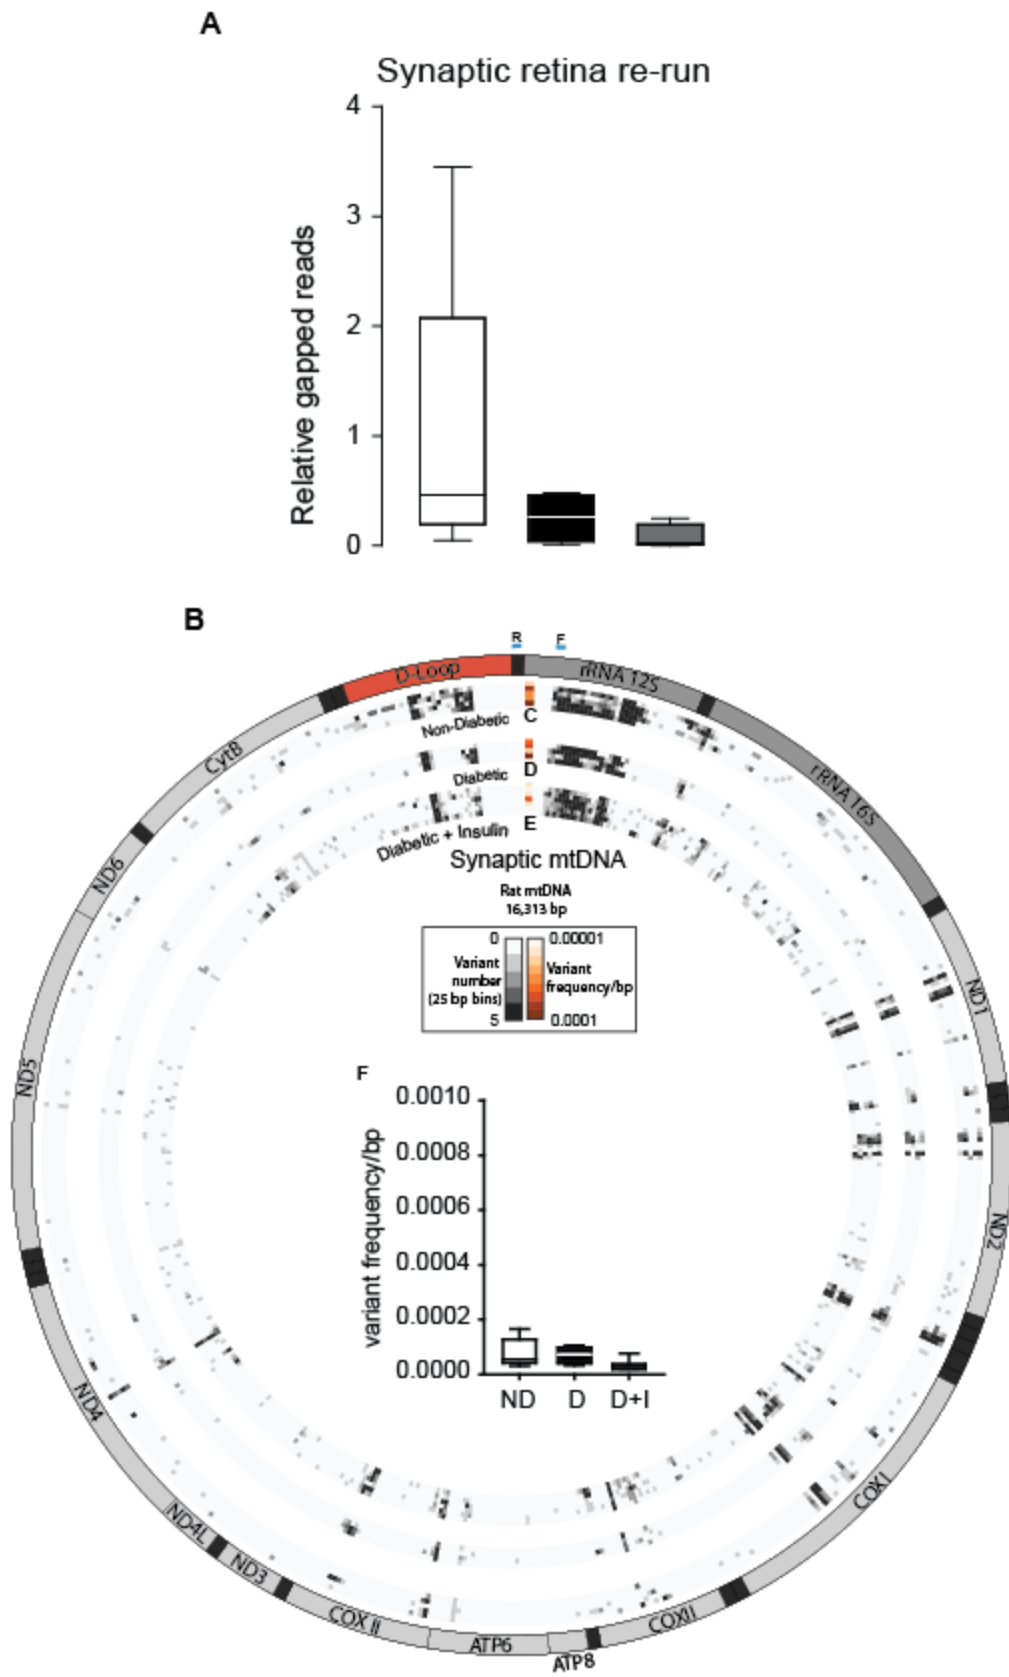 A
Synaptic retina re-run
Relative gapped reads
4
3
2
1
0
B
R
F
D-Loop
rRNA 12S
rRNA 16S
ND1
ND2
COXI
COXII
ATP8
ATP6
COX II
ND3
ND4L
ND4
ND5
ND6
CytB
Non-Diabetic
C
Diabetic
D
Diabetic + Insulin
E
Synaptic mtDNA
Rat mtDNA
16,313 bp
0
Variant
number
(25 bp bins)
5
0.00001
Variant
frequency/bp
0.0001
F
variant frequency/bp
0.0010
0.0008
0.0006
0.0004
0.0002
0.0000
ND D D+I